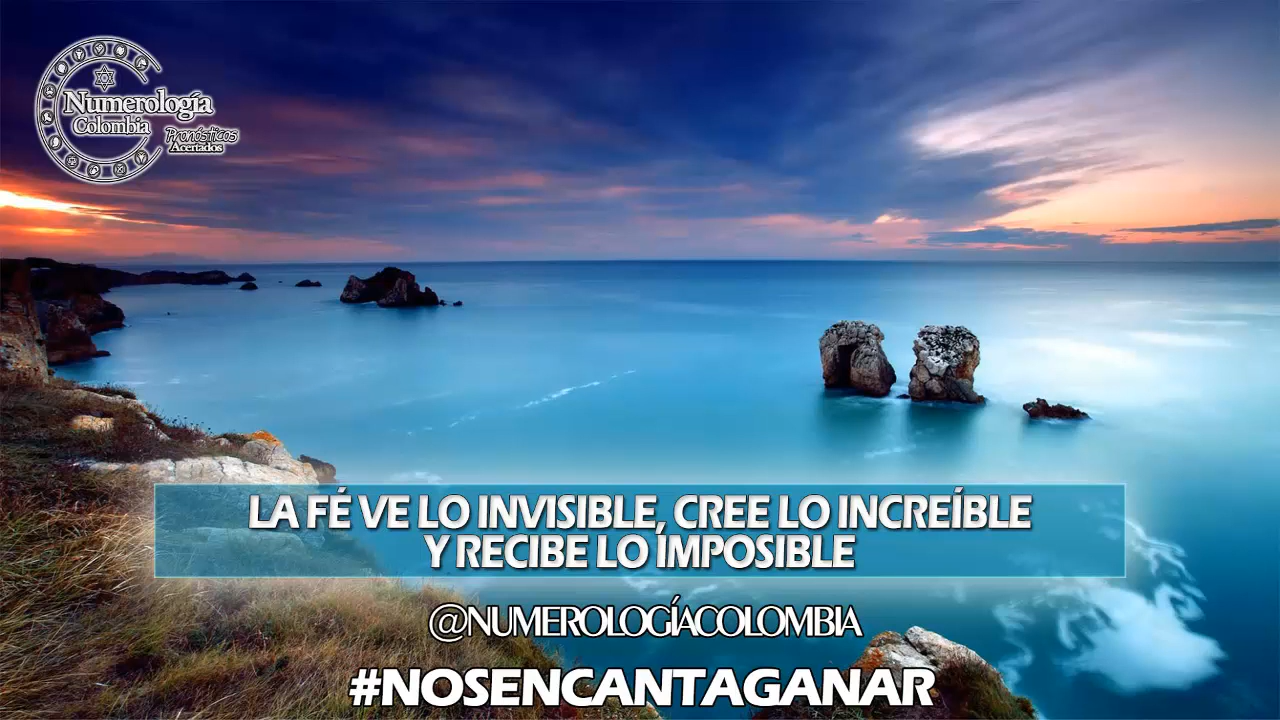 Numerología
Colombia
Pronósticos
Acertados
LA FÉ VE LO INVISIBLE, CREE LO INCREÍBLE
Y RECIBE LO IMPOSIBLE
@NUMEROLOGÍACOLOMBIA
#NOSENCANTAGANAR